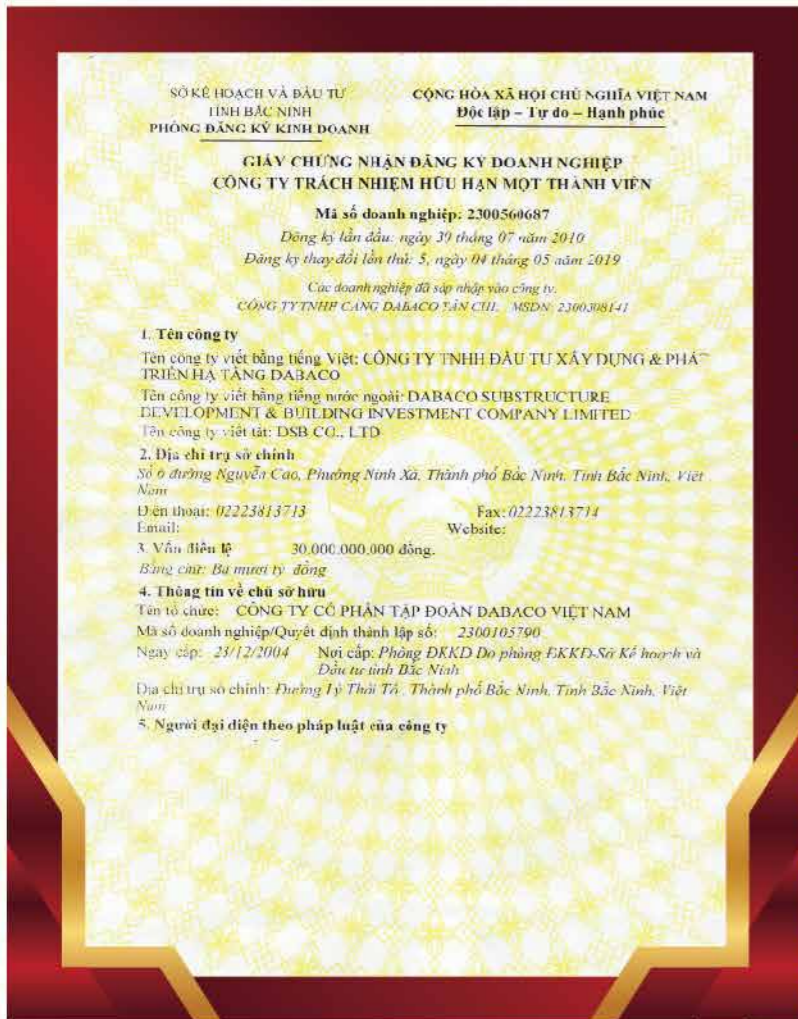 SỞ KẾ HOẠCH VÀ ĐẦU TƯ
TỈNH BẮC NINH
PHÒNG ĐĂNG KÝ KINH DOANH
CỘNG HÒA XÃ HỘI CHỦ NGHĨA VIỆT NAM
Độc lập – Tự do – Hạnh phúc
GIẤY CHỨNG NHẬN ĐĂNG KÝ DOANH NGHIỆP
CÔNG TY TRÁCH NHIỆM HỮU HẠN MỘT THÀNH VIÊN
Mã số doanh nghiệp: 2300560687
Đăng ký lần đầu: ngày 30 tháng 07 năm 2010
Đăng ký thay đổi lần thứ: 5, ngày 04 tháng 05 năm 2019
Các doanh nghiệp đã sáp nhập vào công ty:
CÔNG TY TNHH CẢNG DABACO TÂN CHI. MSDN: 2300308141
1. Tên công ty
Tên công ty viết bằng tiếng Việt: CÔNG TY TNHH ĐẦU TƯ XÂY DỰNG & PHÁT
TRIỂN HẠ TẦNG DABACO
Tên công ty viết bằng tiếng nước ngoài: DABACO SUBSTRUCTURE
DEVELOPMENT & BUILDING INVESTMENT COMPANY LIMITED
Tên công ty viết tắt: DSB CO., LTD
2. Địa chỉ trụ sở chính
Số 6 đường Nguyễn Cao, Phường Ninh Xá, Thành phố Bắc Ninh, Tỉnh Bắc Ninh, Việt
Nam
Điện thoại: 02223813713 Fax: 02223813714
Email: Website:
3. Vốn điều lệ 30.000.000.000 đồng.
Bằng chữ: Ba mươi tỷ đồng
4. Thông tin về chủ sở hữu
Tên tổ chức: CÔNG TY CỔ PHẦN TẬP ĐOÀN DABACO VIỆT NAM
Mã số doanh nghiệp/Quyết định thành lập số: 2300105790
Ngày cấp: 23/12/2004 Nơi cấp: Phòng ĐKKD Do phòng ĐKKD-Sở Kế hoạch và
Đầu tư tỉnh Bắc Ninh
Địa chỉ trụ sở chính: Đường Lý Thái Tổ, Thành phố Bắc Ninh, Tỉnh Bắc Ninh, Việt
Nam
5. Người đại diện theo pháp luật của công ty